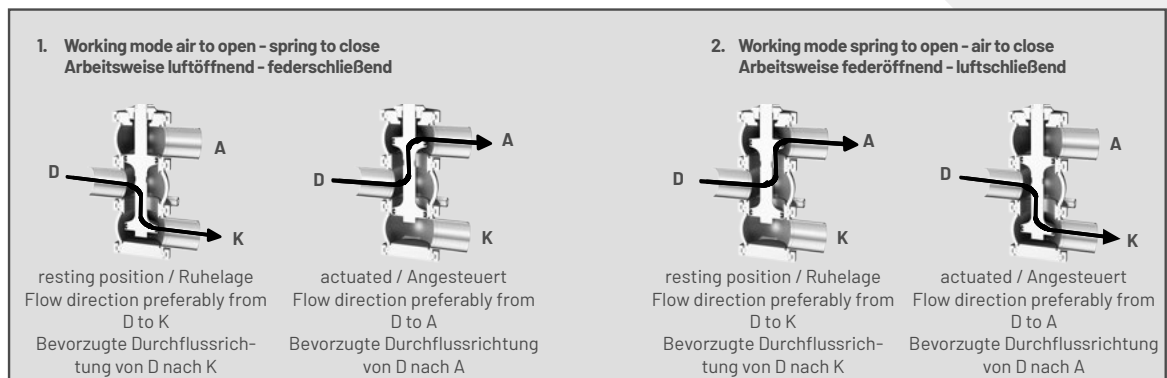 1. Working mode air to open - spring to close
Arbeitsweise luftöffnend - federschließend
A
D
K
resting position / Ruhelage
Flow direction preferably from
D to K
Bevorzugte Durchflussrich-
tung von D nach K
A
D
actuated / Angesteuert
Flow direction preferably from
D to A
Bevorzugte Durchflussrichtung
von D nach A
2. Working mode spring to open - air to close
Arbeitsweise federöffnend - luftschließend
A
D
K
resting position / Ruhelage
Flow direction preferably from
D to K
Bevorzugte Durchflussrich-
tung von D nach K
A
D
K
actuated / Angesteuert
Flow direction preferably from
D to A
Bevorzugte Durchflussrichtung
von D nach A